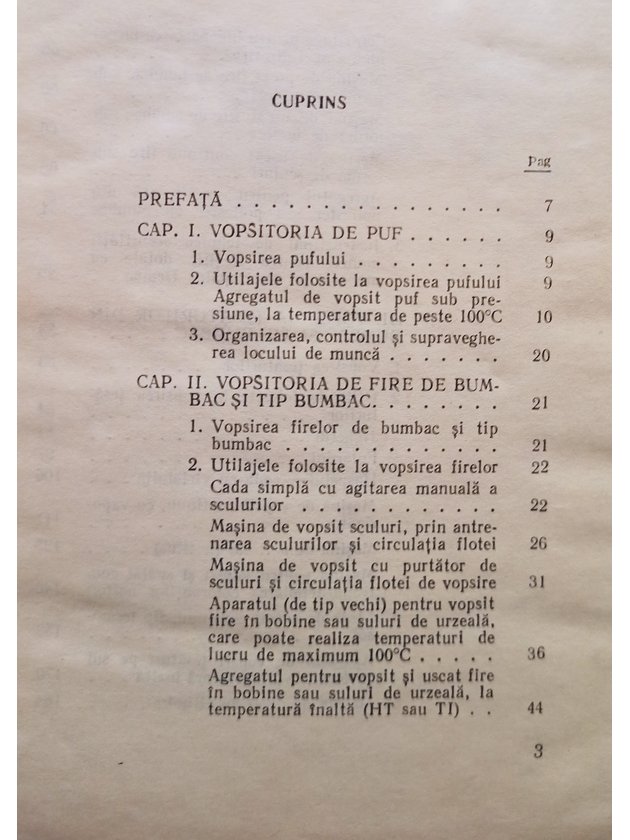 CUPRINS
Pag
PREFAȚĂ . . . . . . . . . . . . . . . . 7
CAP. I. VOPSITORIA DE PUF . . . . . . 9
1. Vopsirea pufului . . . . . . . . . 9
2. Utilajele folosite la vopsirea pufului 9
Agregatul de vopsit puf sub pre-
siune, la temperatura de peste 100°C 10
3. Organizarea, controlul și supraveghe-
rea locului de muncă . . . . . . . 20
CAP. II. VOPSITORIA DE FIRE DE BUM-
BAC ȘI TIP BUMBAC. . . . . . . . 21
1. Vopsirea firelor de bumbac și tip
bumbac . . . . . . . . . . . . . 21
2. Utilajele folosite la vopsirea firelor 22
Cada simplă cu agitarea manuală a
sculurilor . . . . . . . . . . . . 22
Mașina de vopsit sculuri, prin antre-
narea sculurilor și circulația flotei 26
Mașina de vopsit cu purtător de
sculuri și circulația flotei de vopsire 31
Aparatul (de tip vechi) pentru vopsit
fire în bobine sau suluri de urzeală,
care poate realiza temperaturi de
lucru de maximum 100°C . . . . . 36
Agregatul pentru vopsit și uscat fire
în bobine sau suluri de urzeală, la
temperatură înaltă (HT sau TI) . . 44
3